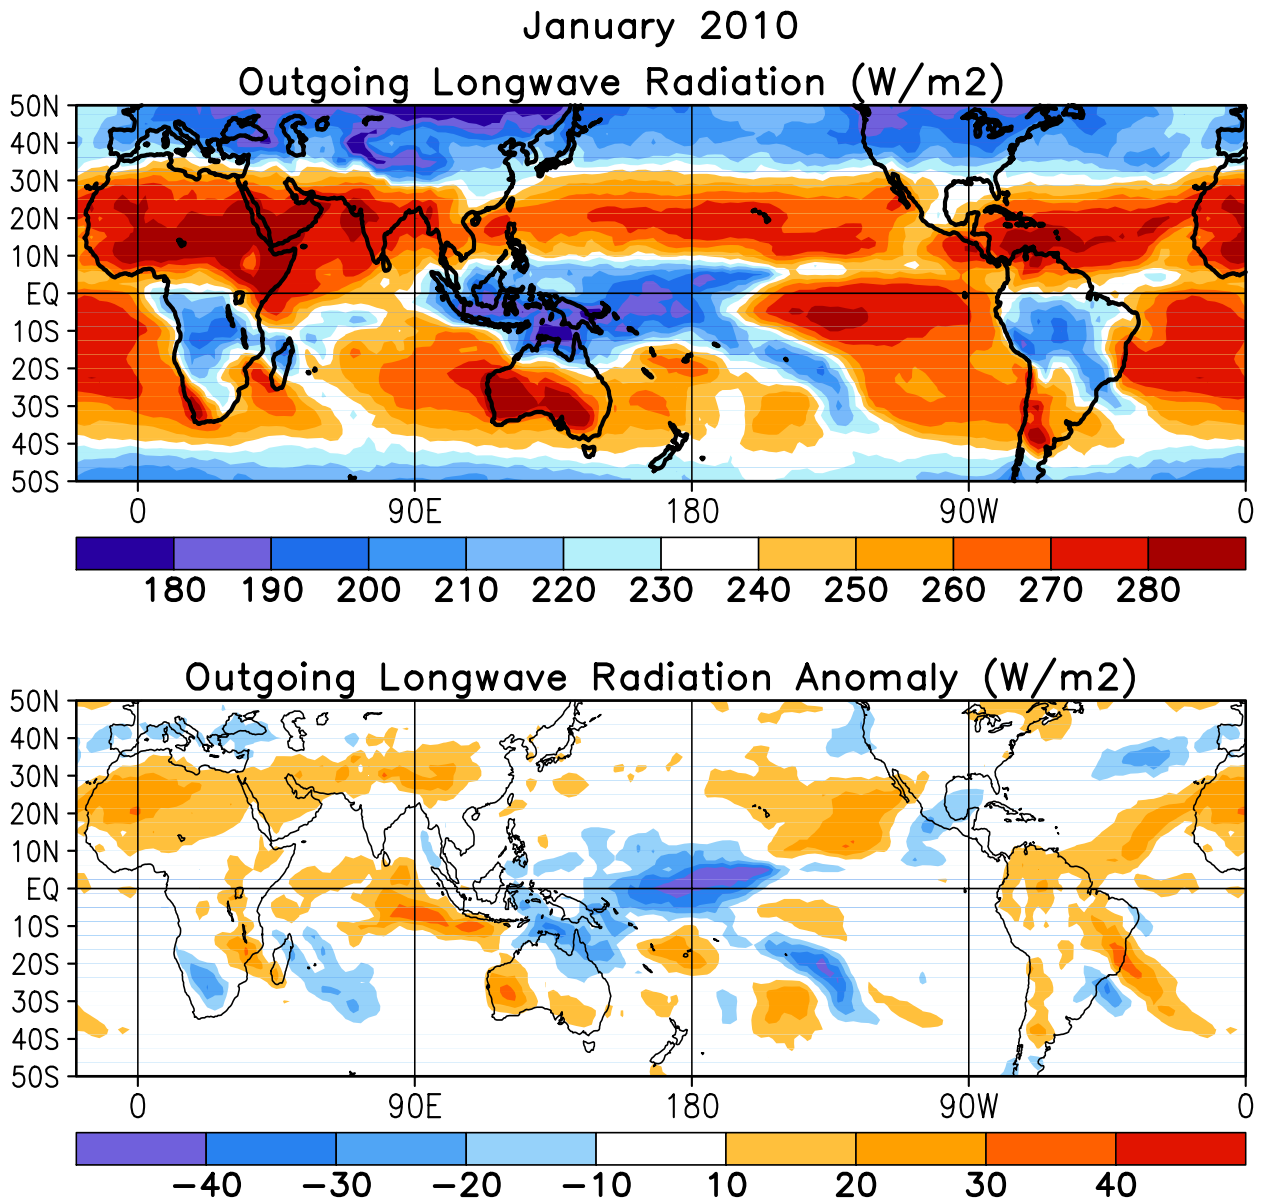 January 2010
Outgoing Longwave Radiation (W/m2)
50N
40N
30N
20N
10N
EQ
10S
20S
30S
40S
50S
0 90E 180 90W 0
180 190 200 210 220 230 240 250 260 270 280
Outgoing Longwave Radiation Anomaly (W/m2)
50N
40N
30N
20N
10N
EQ
10S
20S
30S
40S
50S
0 90E 180 90W 0
−40 −30 −20 −10 10 20 30 40